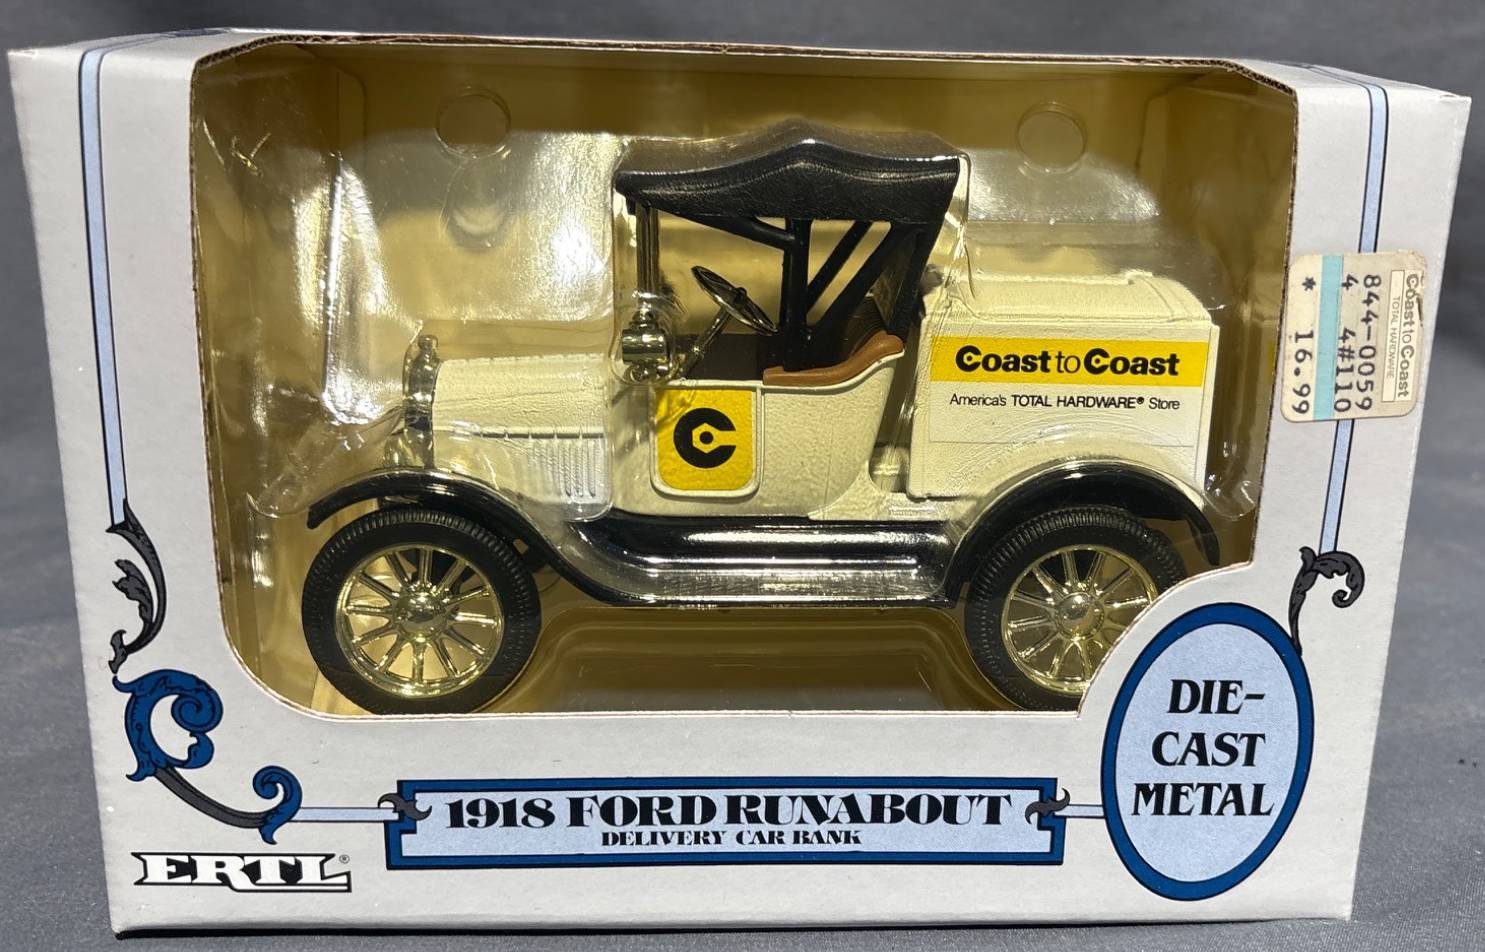 Coast to Coast
America's TOTAL HARDWARE® Store
C
Coast to Coast
TOTAL HARDWARE
844-0059
4 4#110
* 16.99
DIE-
CAST
METAL
1918 FORD RUNABOUT
DELIVERY CAR BANK
ERTL®